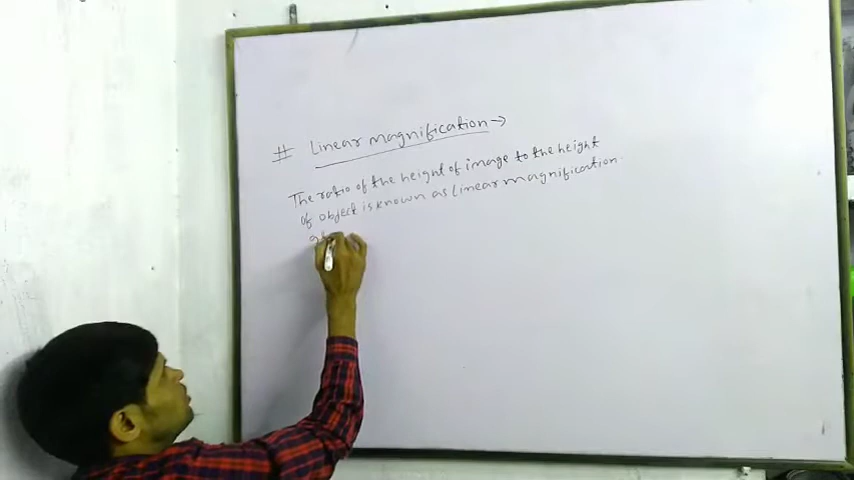 # Linear magnification →
The ratio of the height of image to the height
of object is known as Linear magnification.